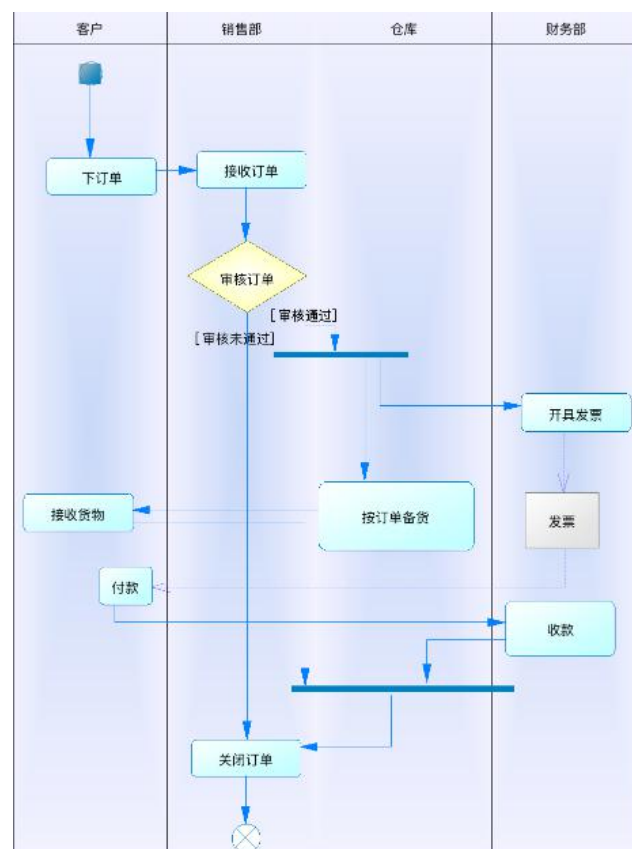 客户
销售部
仓库
财务部
下订单
接收订单
审核订单
[审核通过]
[审核未通过]
开具发票
接收货物
按订单备货
发票
付款
收款
关闭订单